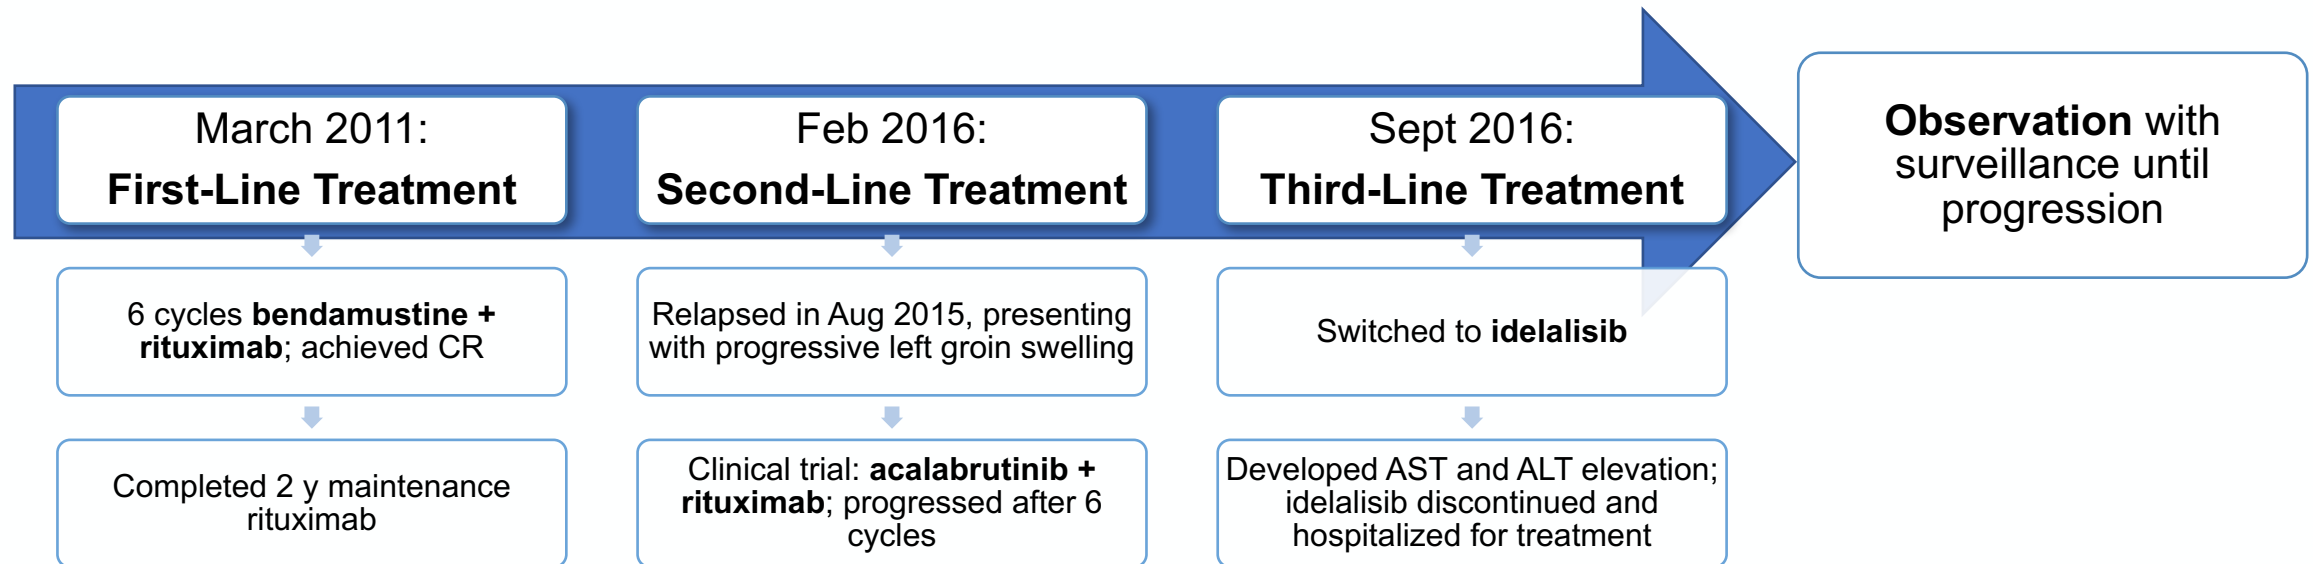 March 2011:
First-Line Treatment
6 cycles bendamustine +
rituximab; achieved CR
Completed 2 y maintenance
rituximab
Feb 2016:
Second-Line Treatment
Relapsed in Aug 2015, presenting
with progressive left groin swelling
Clinical trial: acalabrutinib +
rituximab; progressed after 6
cycles
Sept 2016:
Third-Line Treatment
Switched to idelalisib
Developed AST and ALT elevation;
idelalisib discontinued and
hospitalized for treatment
Observation with
surveillance until
progression